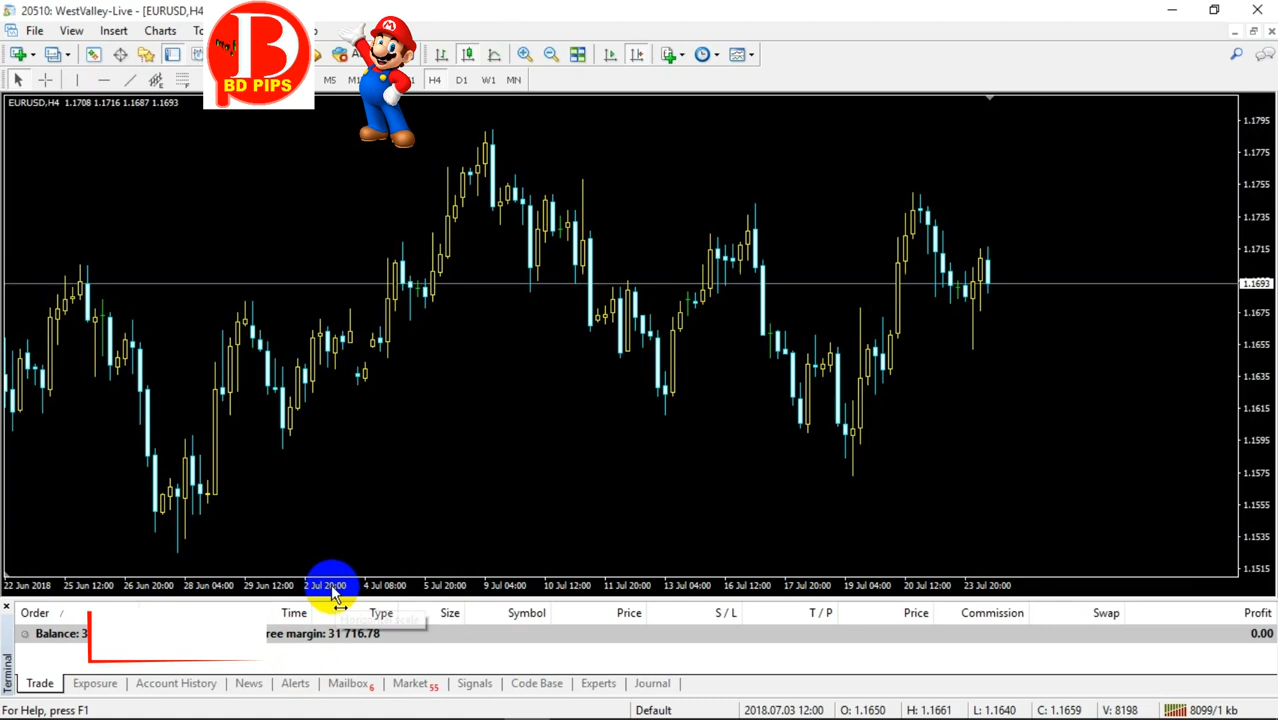 20510: WestValley-Live - [EURUSD,H4
File View Insert Charts
B
BD PIPS
M
M5 H4 D1 W1 MN
EURUSD,H4 1.1708 1.1716 1.1687 1.1693
1.1795
1.1775
1.1755
1.1735
1.1715
1.1693
1.1675
1.1655
1.1635
1.1615
1.1595
1.1575
1.1555
1.1535
1.1515
22 Jun 2018 25 Jun 12:00 26 Jun 20:00 28 Jun 04:00 29 Jun 12:00 2 Jul 20:00 4 Jul 08:00 5 Jul 20:00 9 Jul 04:00 10 Jul 12:00 11 Jul 20:00 13 Jul 04:00 16 Jul 12:00 17 Jul 20:00 19 Jul 04:00 20 Jul 12:00 23 Jul 20:00
Order / Time Type Size Symbol Price S / L T / P Price Commission Swap Profit
Horizontal scale
Balance: 3 ree margin: 31 716.78 0.00
Terminal
Trade Exposure Account History News Alerts Mailbox 6 Market 55 Signals Code Base Experts Journal
For Help, press F1 Default 2018.07.03 12:00 O: 1.1650 H: 1.1661 L: 1.1640 C: 1.1659 V: 8198 8099/1 kb